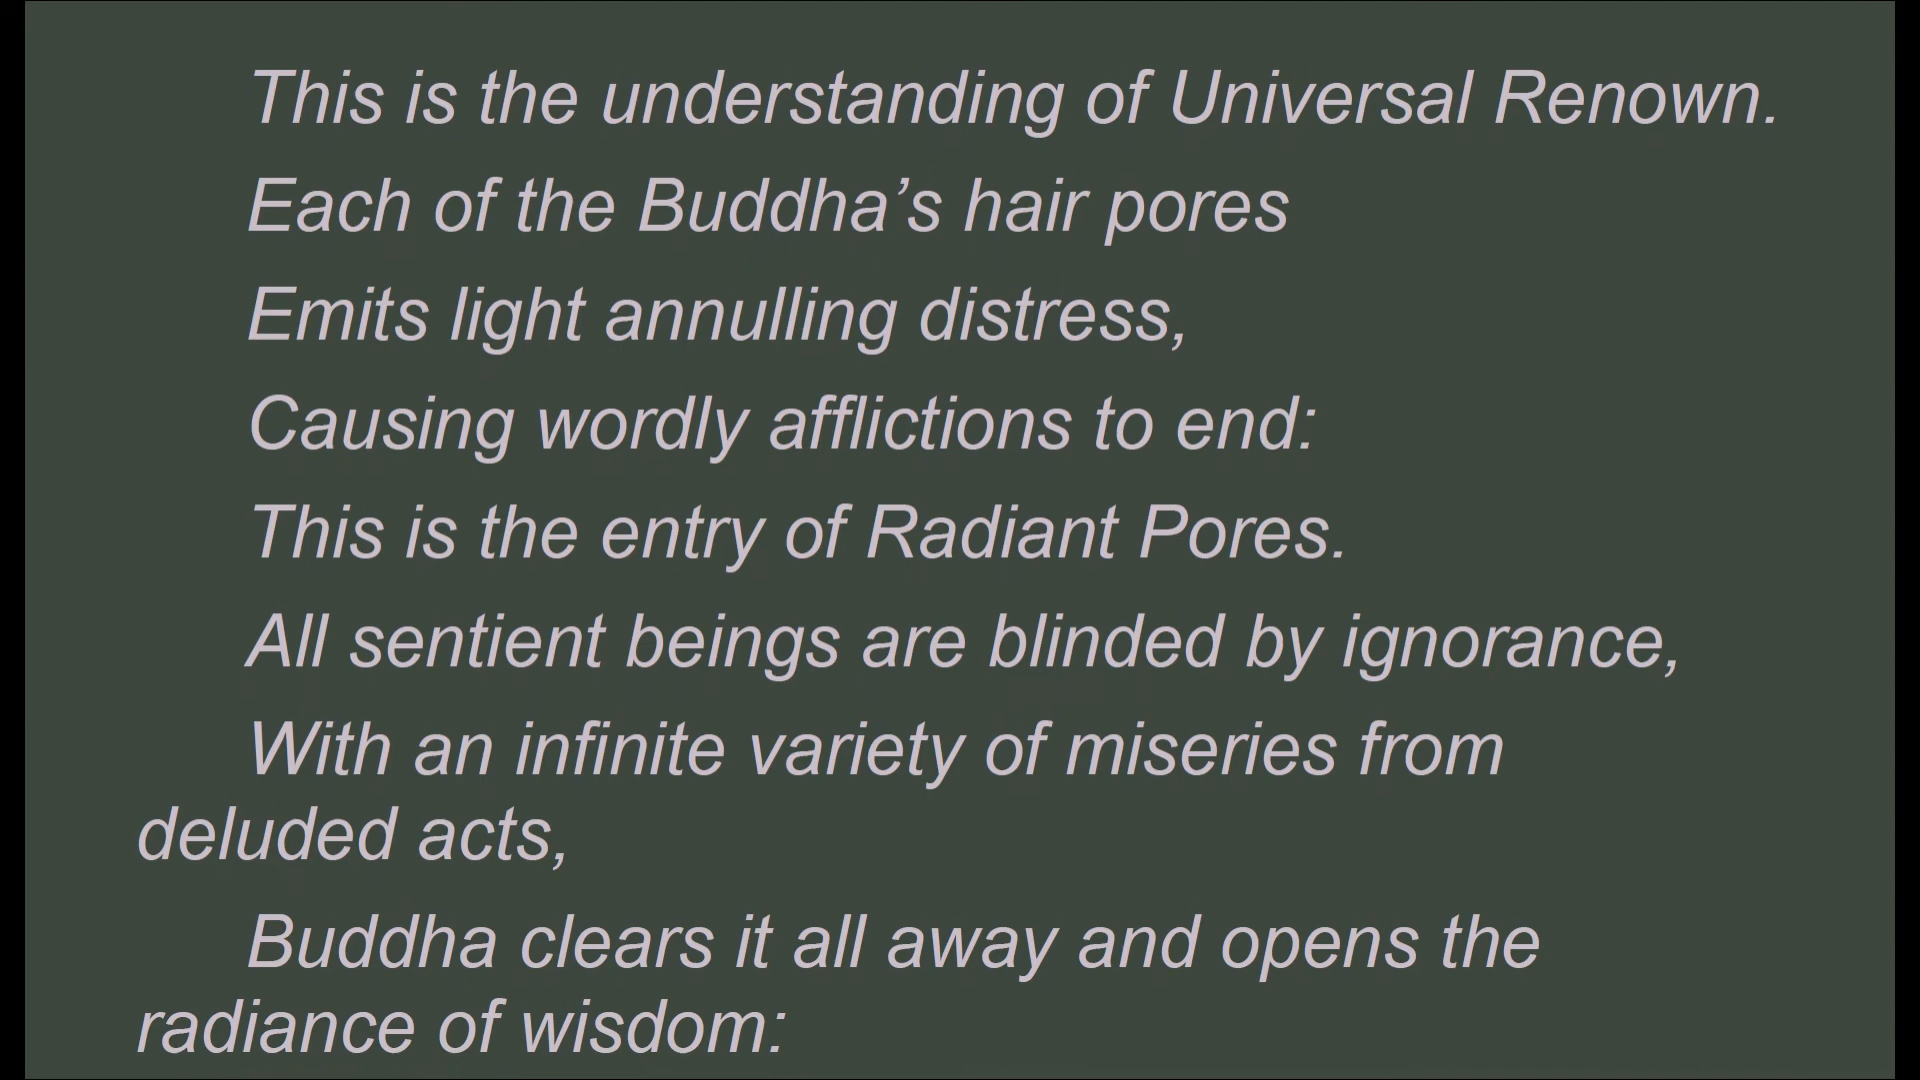 This is the understanding of Universal Renown.
Each of the Buddha’s hair pores
Emits light annulling distress,
Causing wordly afflictions to end:
This is the entry of Radiant Pores.
All sentient beings are blinded by ignorance,
With an infinite variety of miseries from
deluded acts,
Buddha clears it all away and opens the
radiance of wisdom: